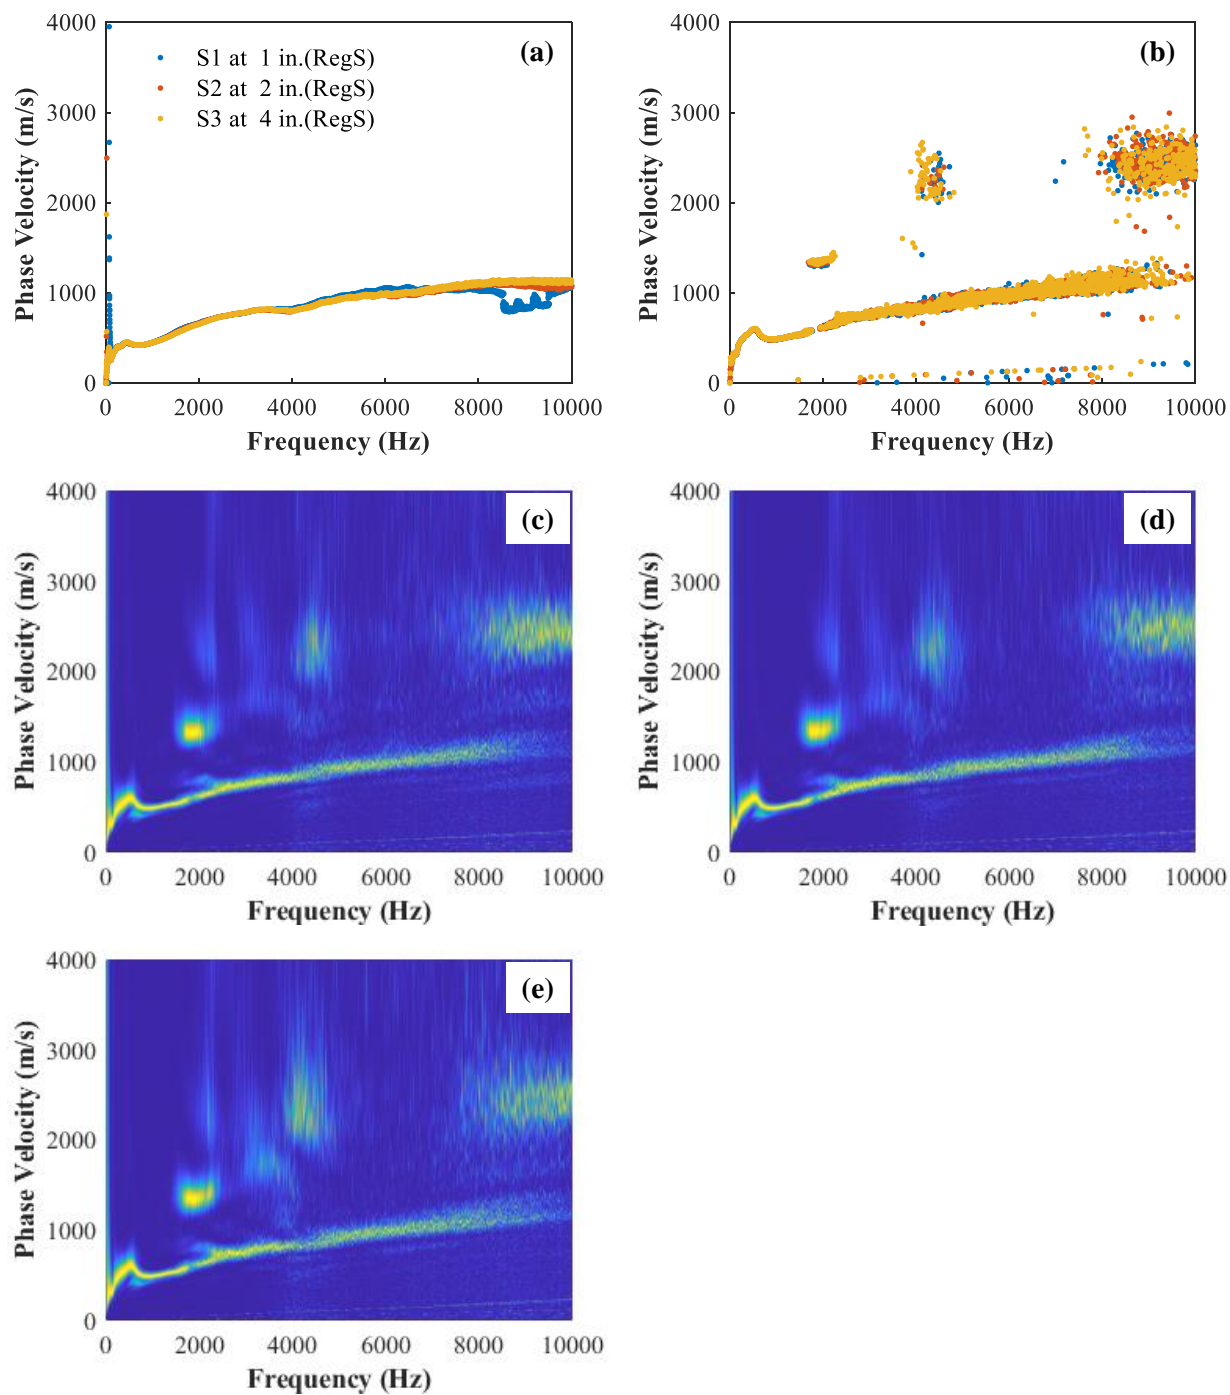 4000
3000
2000
1000
0
Phase Velocity (m/s)
(a)
S1 at 1 in.(RegS)
S2 at 2 in.(RegS)
S3 at 4 in.(RegS)
0 2000 4000 6000 8000 10000
Frequency (Hz)
4000
3000
2000
1000
0
Phase Velocity (m/s)
(b)
0 2000 4000 6000 8000 10000
Frequency (Hz)
4000
3000
2000
1000
0
Phase Velocity (m/s)
(c)
0 2000 4000 6000 8000 10000
Frequency (Hz)
4000
3000
2000
1000
0
Phase Velocity (m/s)
(d)
0 2000 4000 6000 8000 10000
Frequency (Hz)
4000
3000
2000
1000
0
Phase Velocity (m/s)
(e)
0 2000 4000 6000 8000 10000
Frequency (Hz)